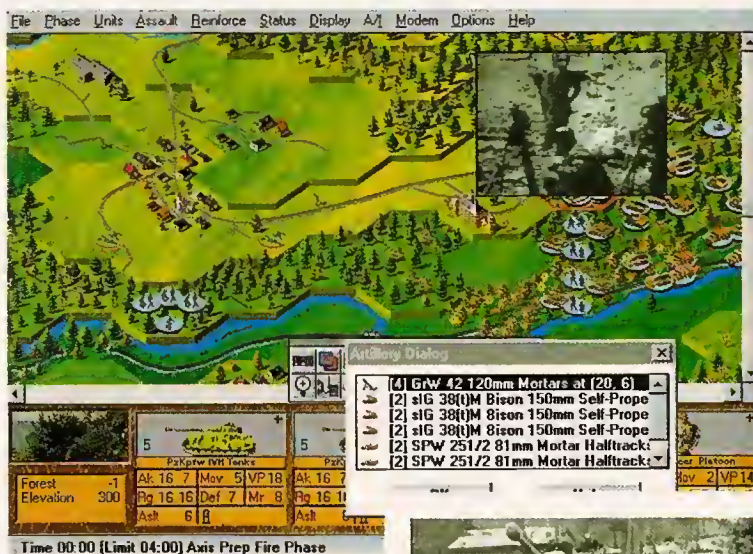 File Phase Units Assault Reinforce Status Display A/I Modem Options Help
Artillery Dialog
[4] GrW 42 120mm Mortars at (28, 6)
[2] sIG 38(t)M Bison 150mm Self-Prope
[2] sIG 38(t)M Bison 150mm Self-Prope
[2] sIG 38(t)M Bison 150mm Self-Prope
[2] SPW 251/2 81mm Mortar Halftracks
[2] SPW 251/2 81mm Mortar Halftracks
Forest -1
Elevation 300
5
PzKpfw IVH Tanks
Ak 16 7 Mov 5 VP 18
Rg 16 16 Def 7 Mr 8
Aslt 6 R
5
Ak 16 7
Rg 16
Aslt
Platoon
Mov 2 VP 14
Time 00:00 [Limit 04:00] Axis Prep Fire Phase